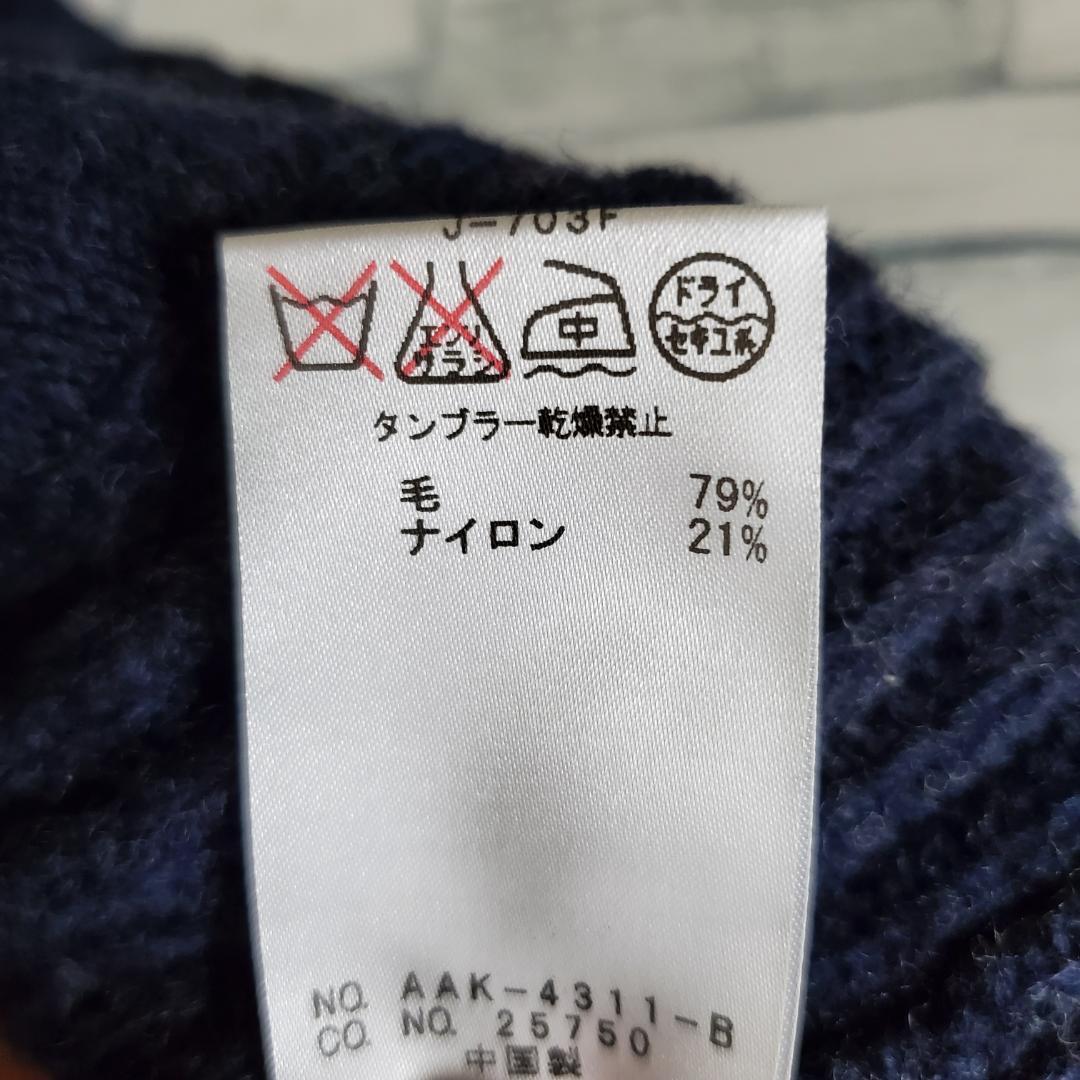 J-703F
エンソ
サラシ
中
ドライ
セキユ系
タンブラー乾燥禁止
毛 79%
ナイロン 21%
NO. AAK-4311-B
CO. NO. 25750
中国製